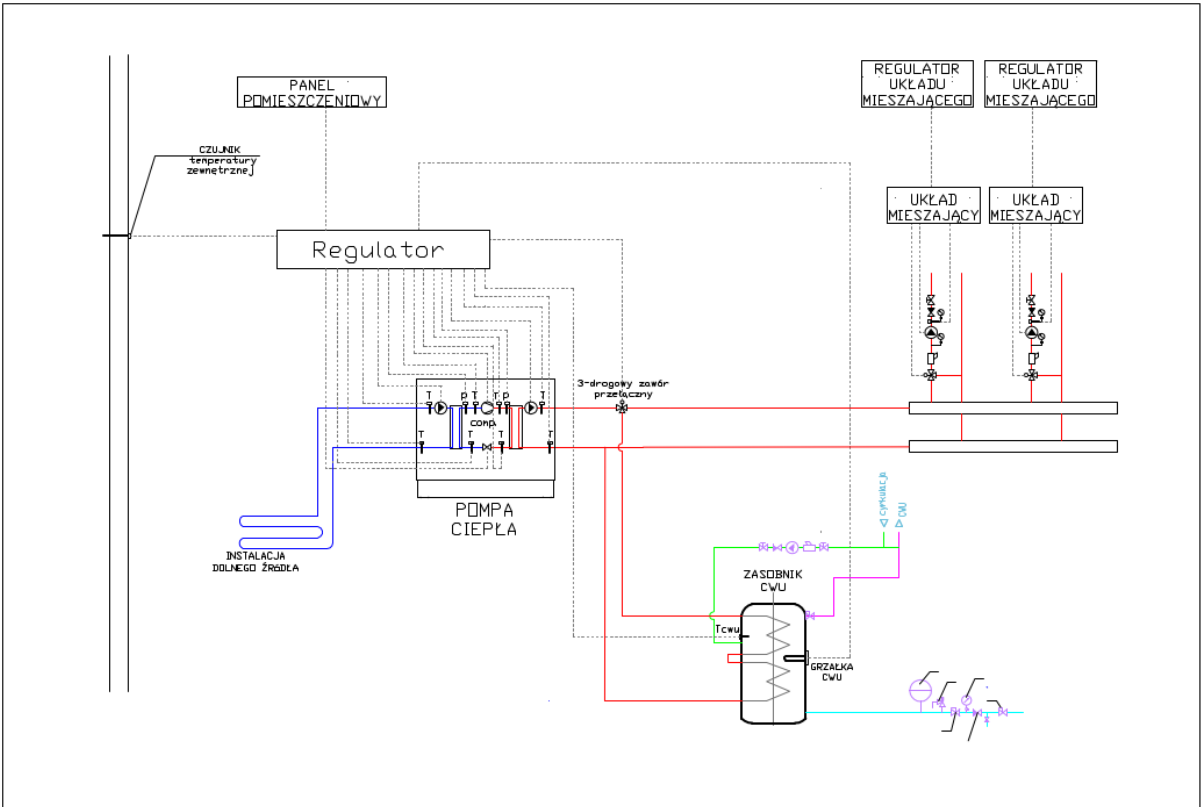 PANEL
POMIESZCZENIOWY
REGULATOR
UKŁADU
MIESZAJĄCEGO
REGULATOR
UKŁADU
MIESZAJĄCEGO
CZUJNIK
temperatury
zewnętrznej
UKŁAD
MIESZAJĄCY
UKŁAD
MIESZAJĄCY
Regulator
3-drogowy zawór
przełączny
T
p
T
T
p
T
comp.
T
T
T
T
POMPA
CIEPŁA
INSTALACJA
DOLNEGO ŹRÓDŁA
cyrkulacja
CWU
ZASOBNIK
CWU
Tcwu
GRZAŁKA
CWU